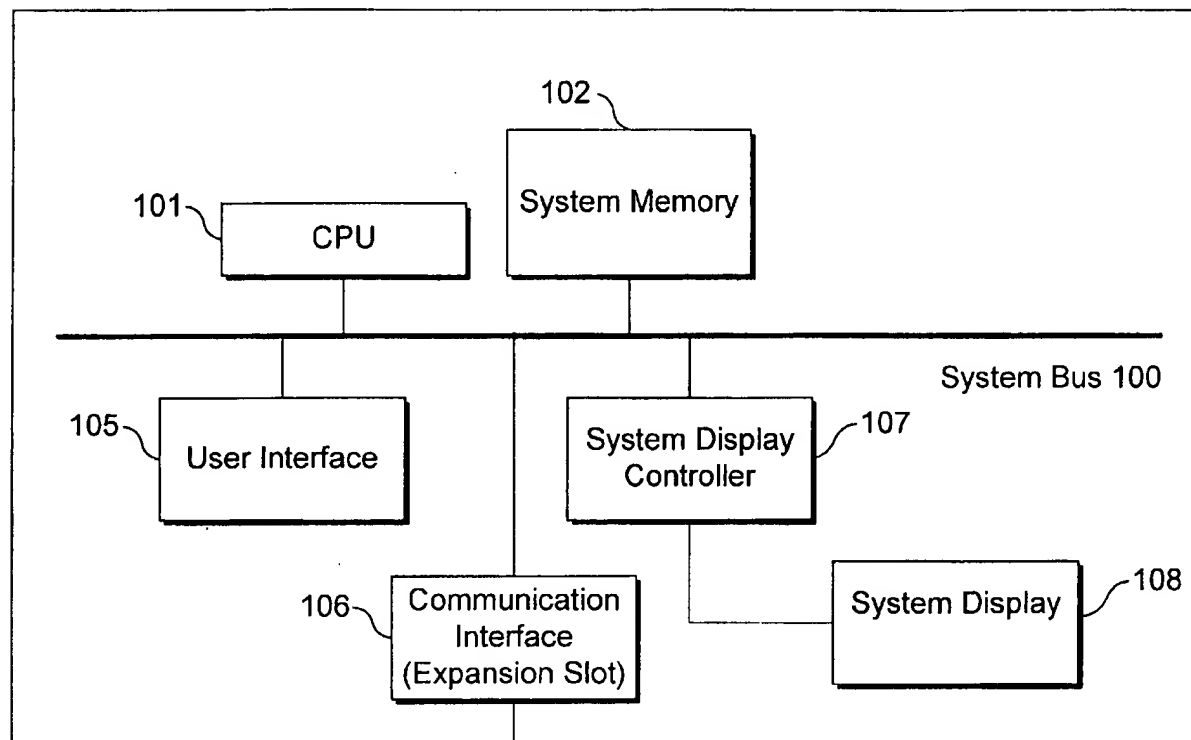 102
System Memory
101
CPU
System Bus 100
105
User Interface
107
System Display
Controller
106
Communication
Interface
(Expansion Slot)
System Display
108